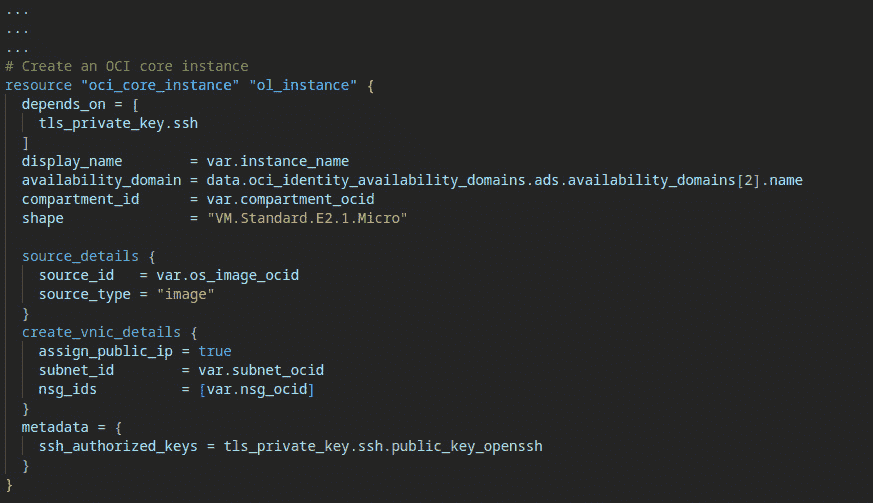 ...
...
...
# Create an OCI core instance
resource "oci_core_instance" "ol_instance" {
  depends_on = [
    tls_private_key.ssh
  ]
  display_name        = var.instance_name
  availability_domain = data.oci_identity_availability_domains.ads.availability_domains[2].name
  compartment_id      = var.compartment_ocid
  shape               = "VM.Standard.E2.1.Micro"

  source_details {
    source_id   = var.os_image_ocid
    source_type = "image"
  }
  create_vnic_details {
    assign_public_ip = true
    subnet_id        = var.subnet_ocid
    nsg_ids          = [var.nsg_ocid]
  }
  metadata = {
    ssh_authorized_keys = tls_private_key.ssh.public_key_openssh
  }
}